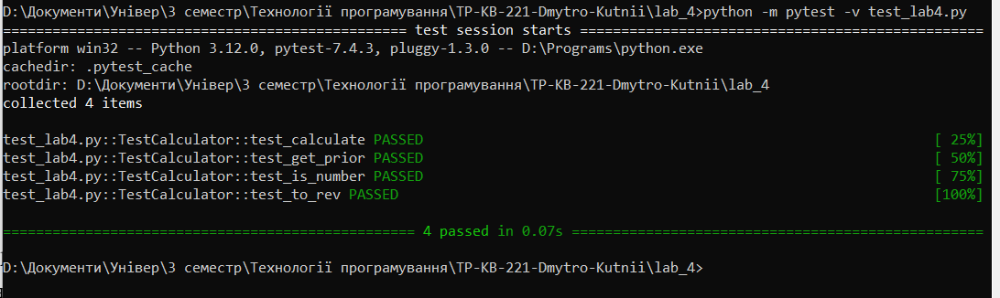 D:\Документи\Універ\3 семестр\Технології програмування\TP-KB-221-Dmytro-Kutnii\lab_4>python -m pytest -v test_lab4.py
================================================= test session starts =================================================
platform win32 -- Python 3.12.0, pytest-7.4.3, pluggy-1.3.0 -- D:\Programs\python.exe
cachedir: .pytest_cache
rootdir: D:\Документи\Універ\3 семестр\Технології програмування\TP-KB-221-Dmytro-Kutnii\lab_4
collected 4 items
test_lab4.py::TestCalculator::test_calculate PASSED [ 25%]
test_lab4.py::TestCalculator::test_get_prior PASSED [ 50%]
test_lab4.py::TestCalculator::test_is_number PASSED [ 75%]
test_lab4.py::TestCalculator::test_to_rev PASSED [100%]
================================================== 4 passed in 0.07s ==================================================
D:\Документи\Універ\3 семестр\Технології програмування\TP-KB-221-Dmytro-Kutnii\lab_4>